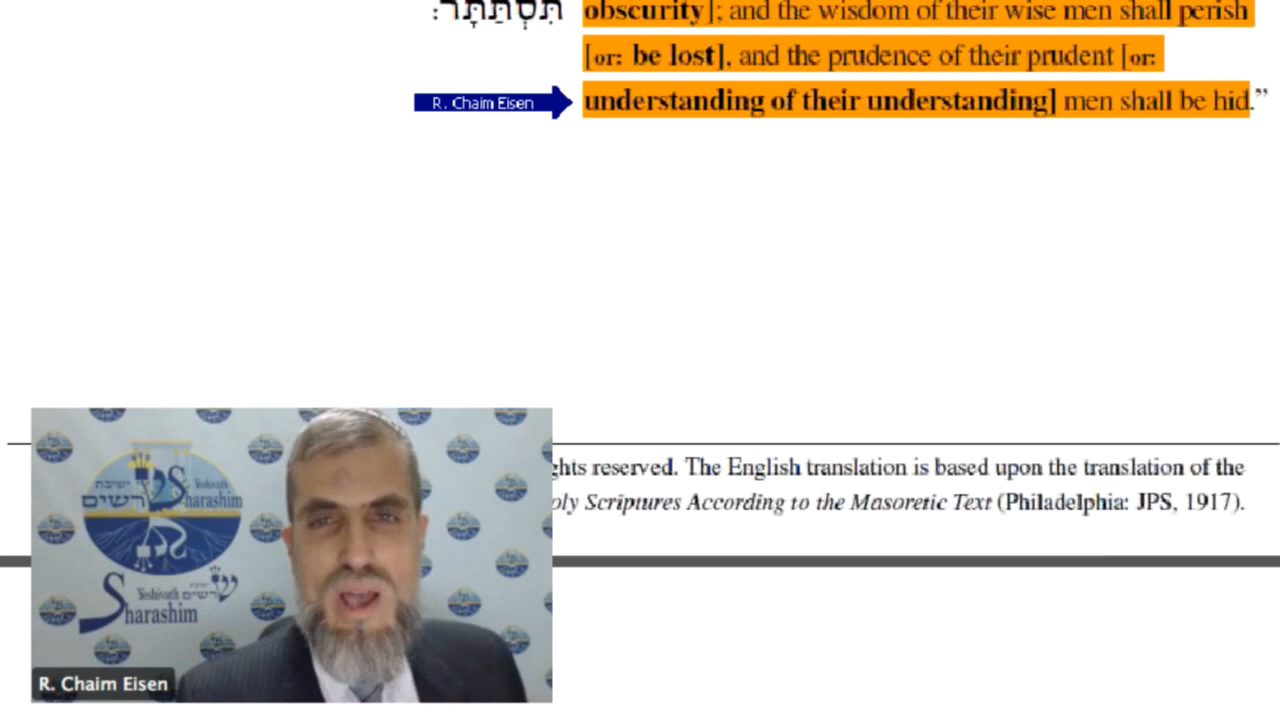 תִּסְתַּתָּר:
obscurity]; and the wisdom of their wise men shall perish
[or: be lost], and the prudence of their prudent [or:
R. Chaim Eisen
understanding of their understanding] men shall be hid.”
ghts reserved. The English translation is based upon the translation of the
oly Scriptures According to the Masoretic Text (Philadelphia: JPS, 1917).
ישיבת
שרשים
Yeshivath
Sharashim
Yeshivath
ישיבת
שרשים
Sharashim
R. Chaim Eisen